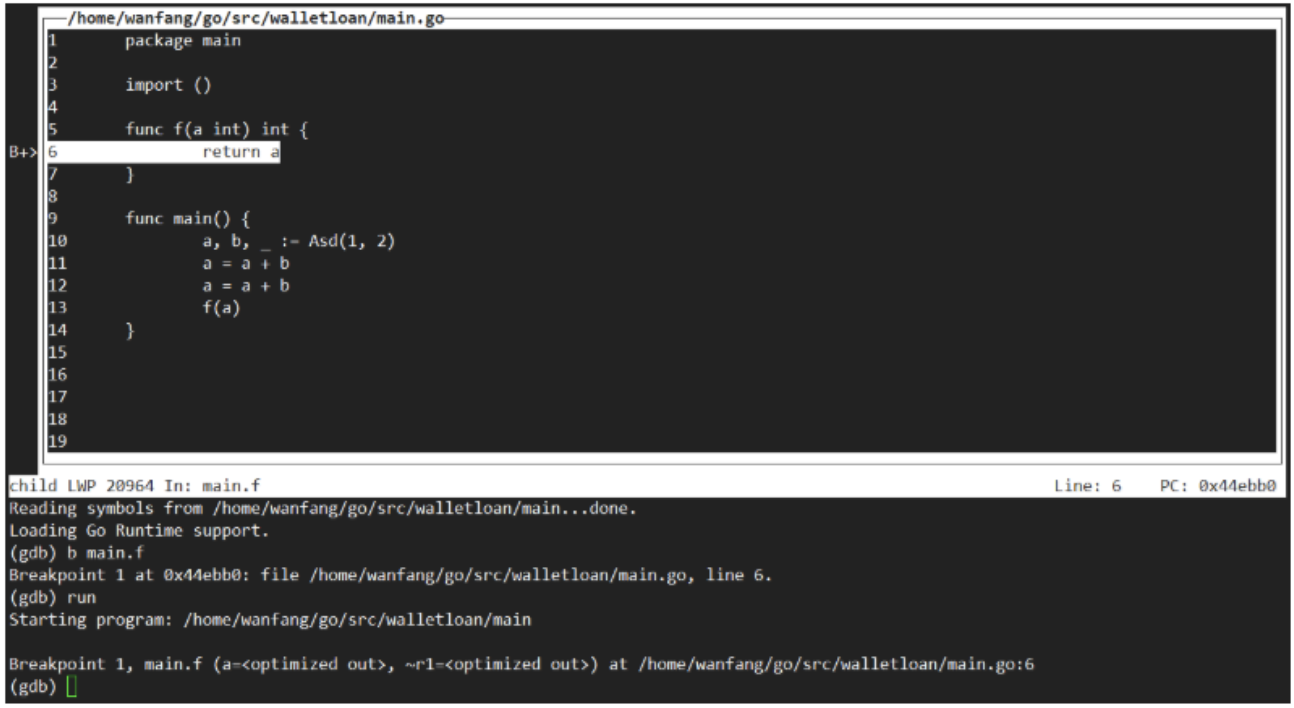 /home/wanfang/go/src/walletloan/main.go
1 package main
2
3 import ()
4
5 func f(a int) int {
B+> 6 return a
7 }
8
9 func main() {
10 a, b, _ := Asd(1, 2)
11 a = a + b
12 a = a + b
13 f(a)
14 }
15
16
17
18
19
child LWP 20964 In: main.f Line: 6 PC: 0x44ebb0
Reading symbols from /home/wanfang/go/src/walletloan/main...done.
Loading Go Runtime support.
(gdb) b main.f
Breakpoint 1 at 0x44ebb0: file /home/wanfang/go/src/walletloan/main.go, line 6.
(gdb) run
Starting program: /home/wanfang/go/src/walletloan/main
Breakpoint 1, main.f (a=<optimized out>, ~r1=<optimized out>) at /home/wanfang/go/src/walletloan/main.go:6
(gdb)